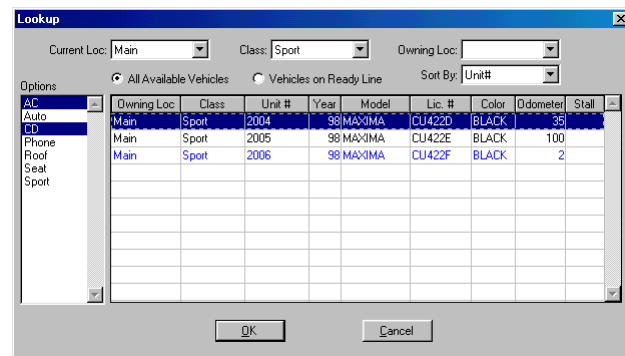 Lookup
Current Loc: Main Class: Sport Owning Loc:
All Available Vehicles Vehicles on Ready Line Sort By: Unit#
Options
AC
Auto
CD
Phone
Roof
Seat
Sport
Owning Loc Class Unit # Year Model Lic. # Color Odometer Stall
Main Sport 2004 98 MAXIMA CU422D BLACK 35
Main Sport 2005 98 MAXIMA CU422E BLACK 100
Main Sport 2006 98 MAXIMA CU422F BLACK 2
OK Cancel